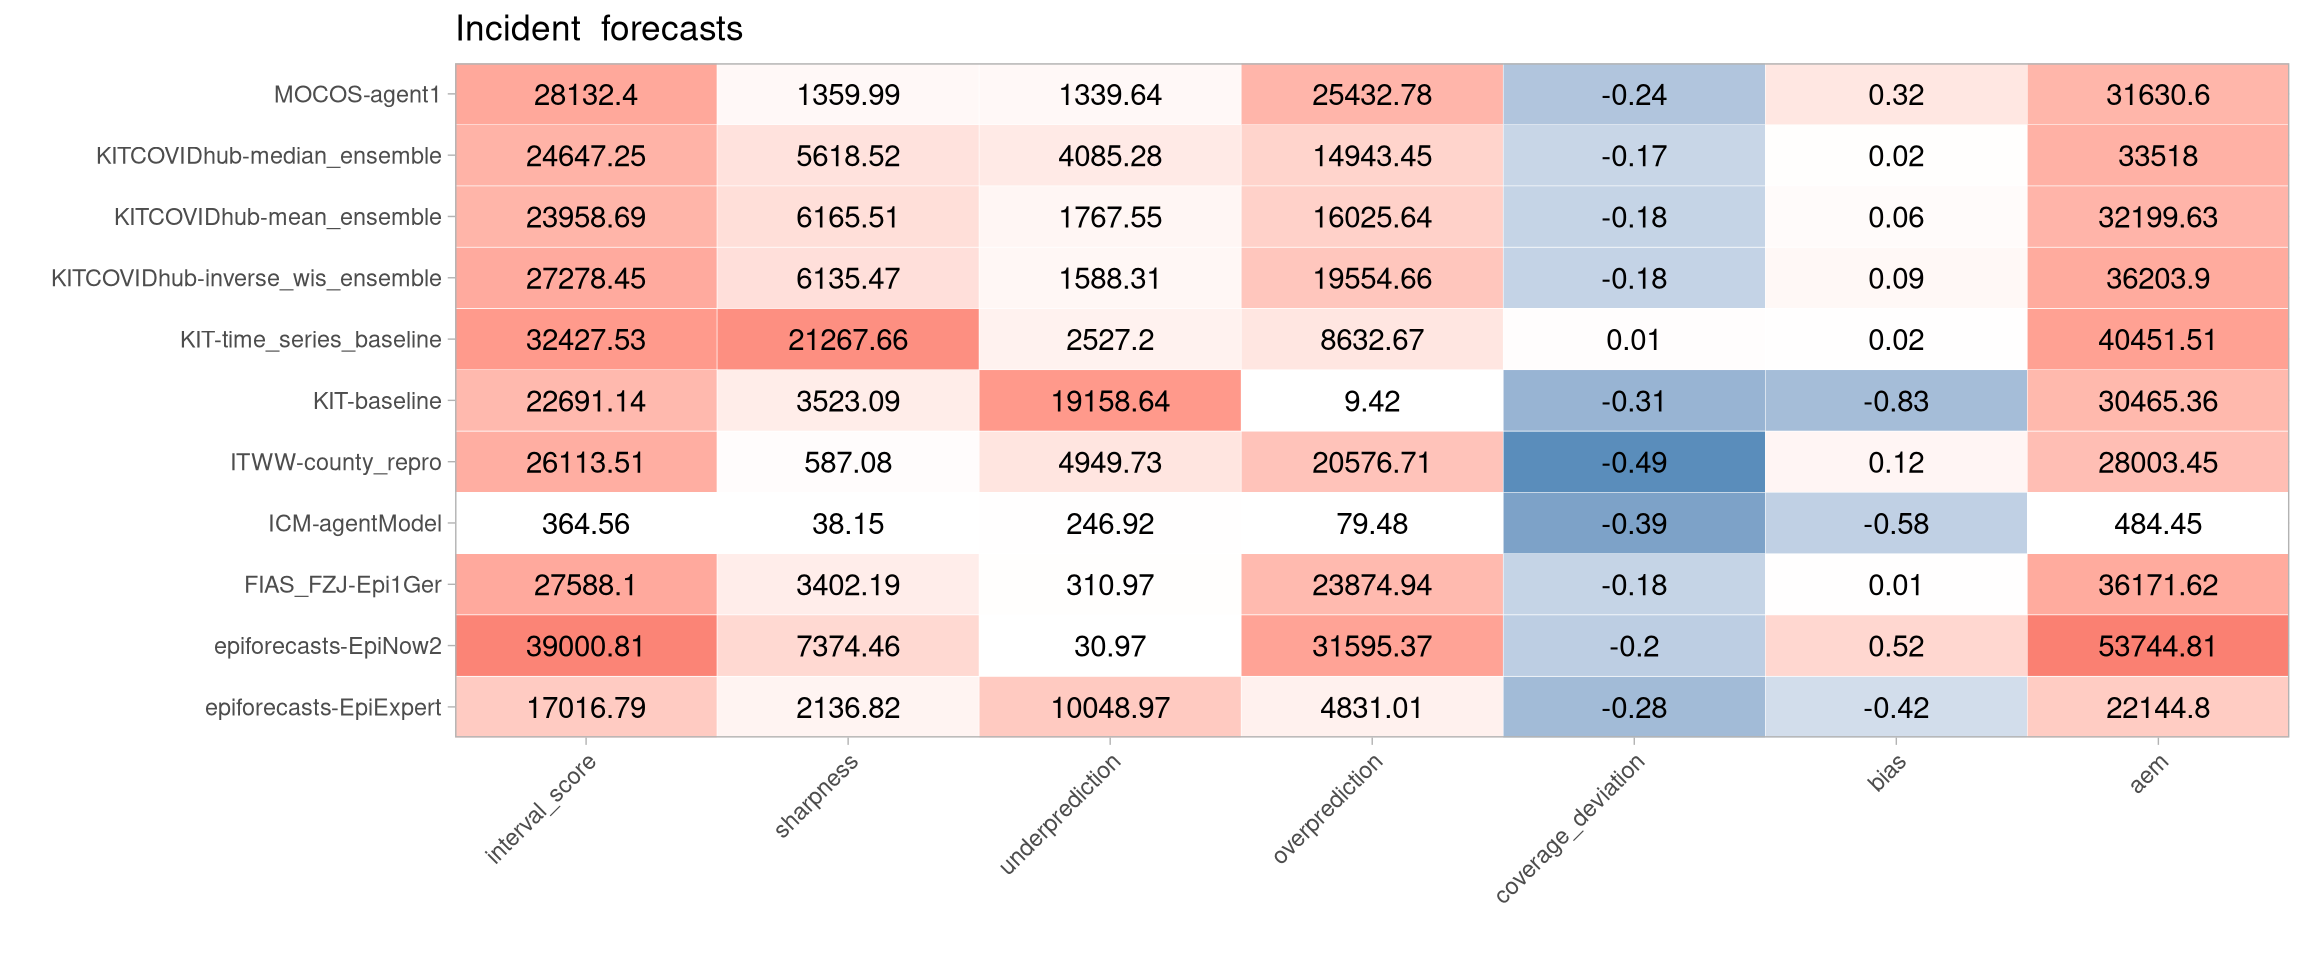 Incident forecasts
MOCOS-agent1 28132.4 1359.99 1339.64 25432.78 -0.24 0.32 31630.6
KITCOVIDhub-median_ensemble 24647.25 5618.52 4085.28 14943.45 -0.17 0.02 33518
KITCOVIDhub-mean_ensemble 23958.69 6165.51 1767.55 16025.64 -0.18 0.06 32199.63
KITCOVIDhub-inverse_wis_ensemble 27278.45 6135.47 1588.31 19554.66 -0.18 0.09 36203.9
KIT-time_series_baseline 32427.53 21267.66 2527.2 8632.67 0.01 0.02 40451.51
KIT-baseline 22691.14 3523.09 19158.64 9.42 -0.31 -0.83 30465.36
ITWW-county_repro 26113.51 587.08 4949.73 20576.71 -0.49 0.12 28003.45
ICM-agentModel 364.56 38.15 246.92 79.48 -0.39 -0.58 484.45
FIAS_FZJ-Epi1Ger 27588.1 3402.19 310.97 23874.94 -0.18 0.01 36171.62
epiforecasts-EpiNow2 39000.81 7374.46 30.97 31595.37 -0.2 0.52 53744.81
epiforecasts-EpiExpert 17016.79 2136.82 10048.97 4831.01 -0.28 -0.42 22144.8
interval_score sharpness underprediction overprediction coverage_deviation bias aem